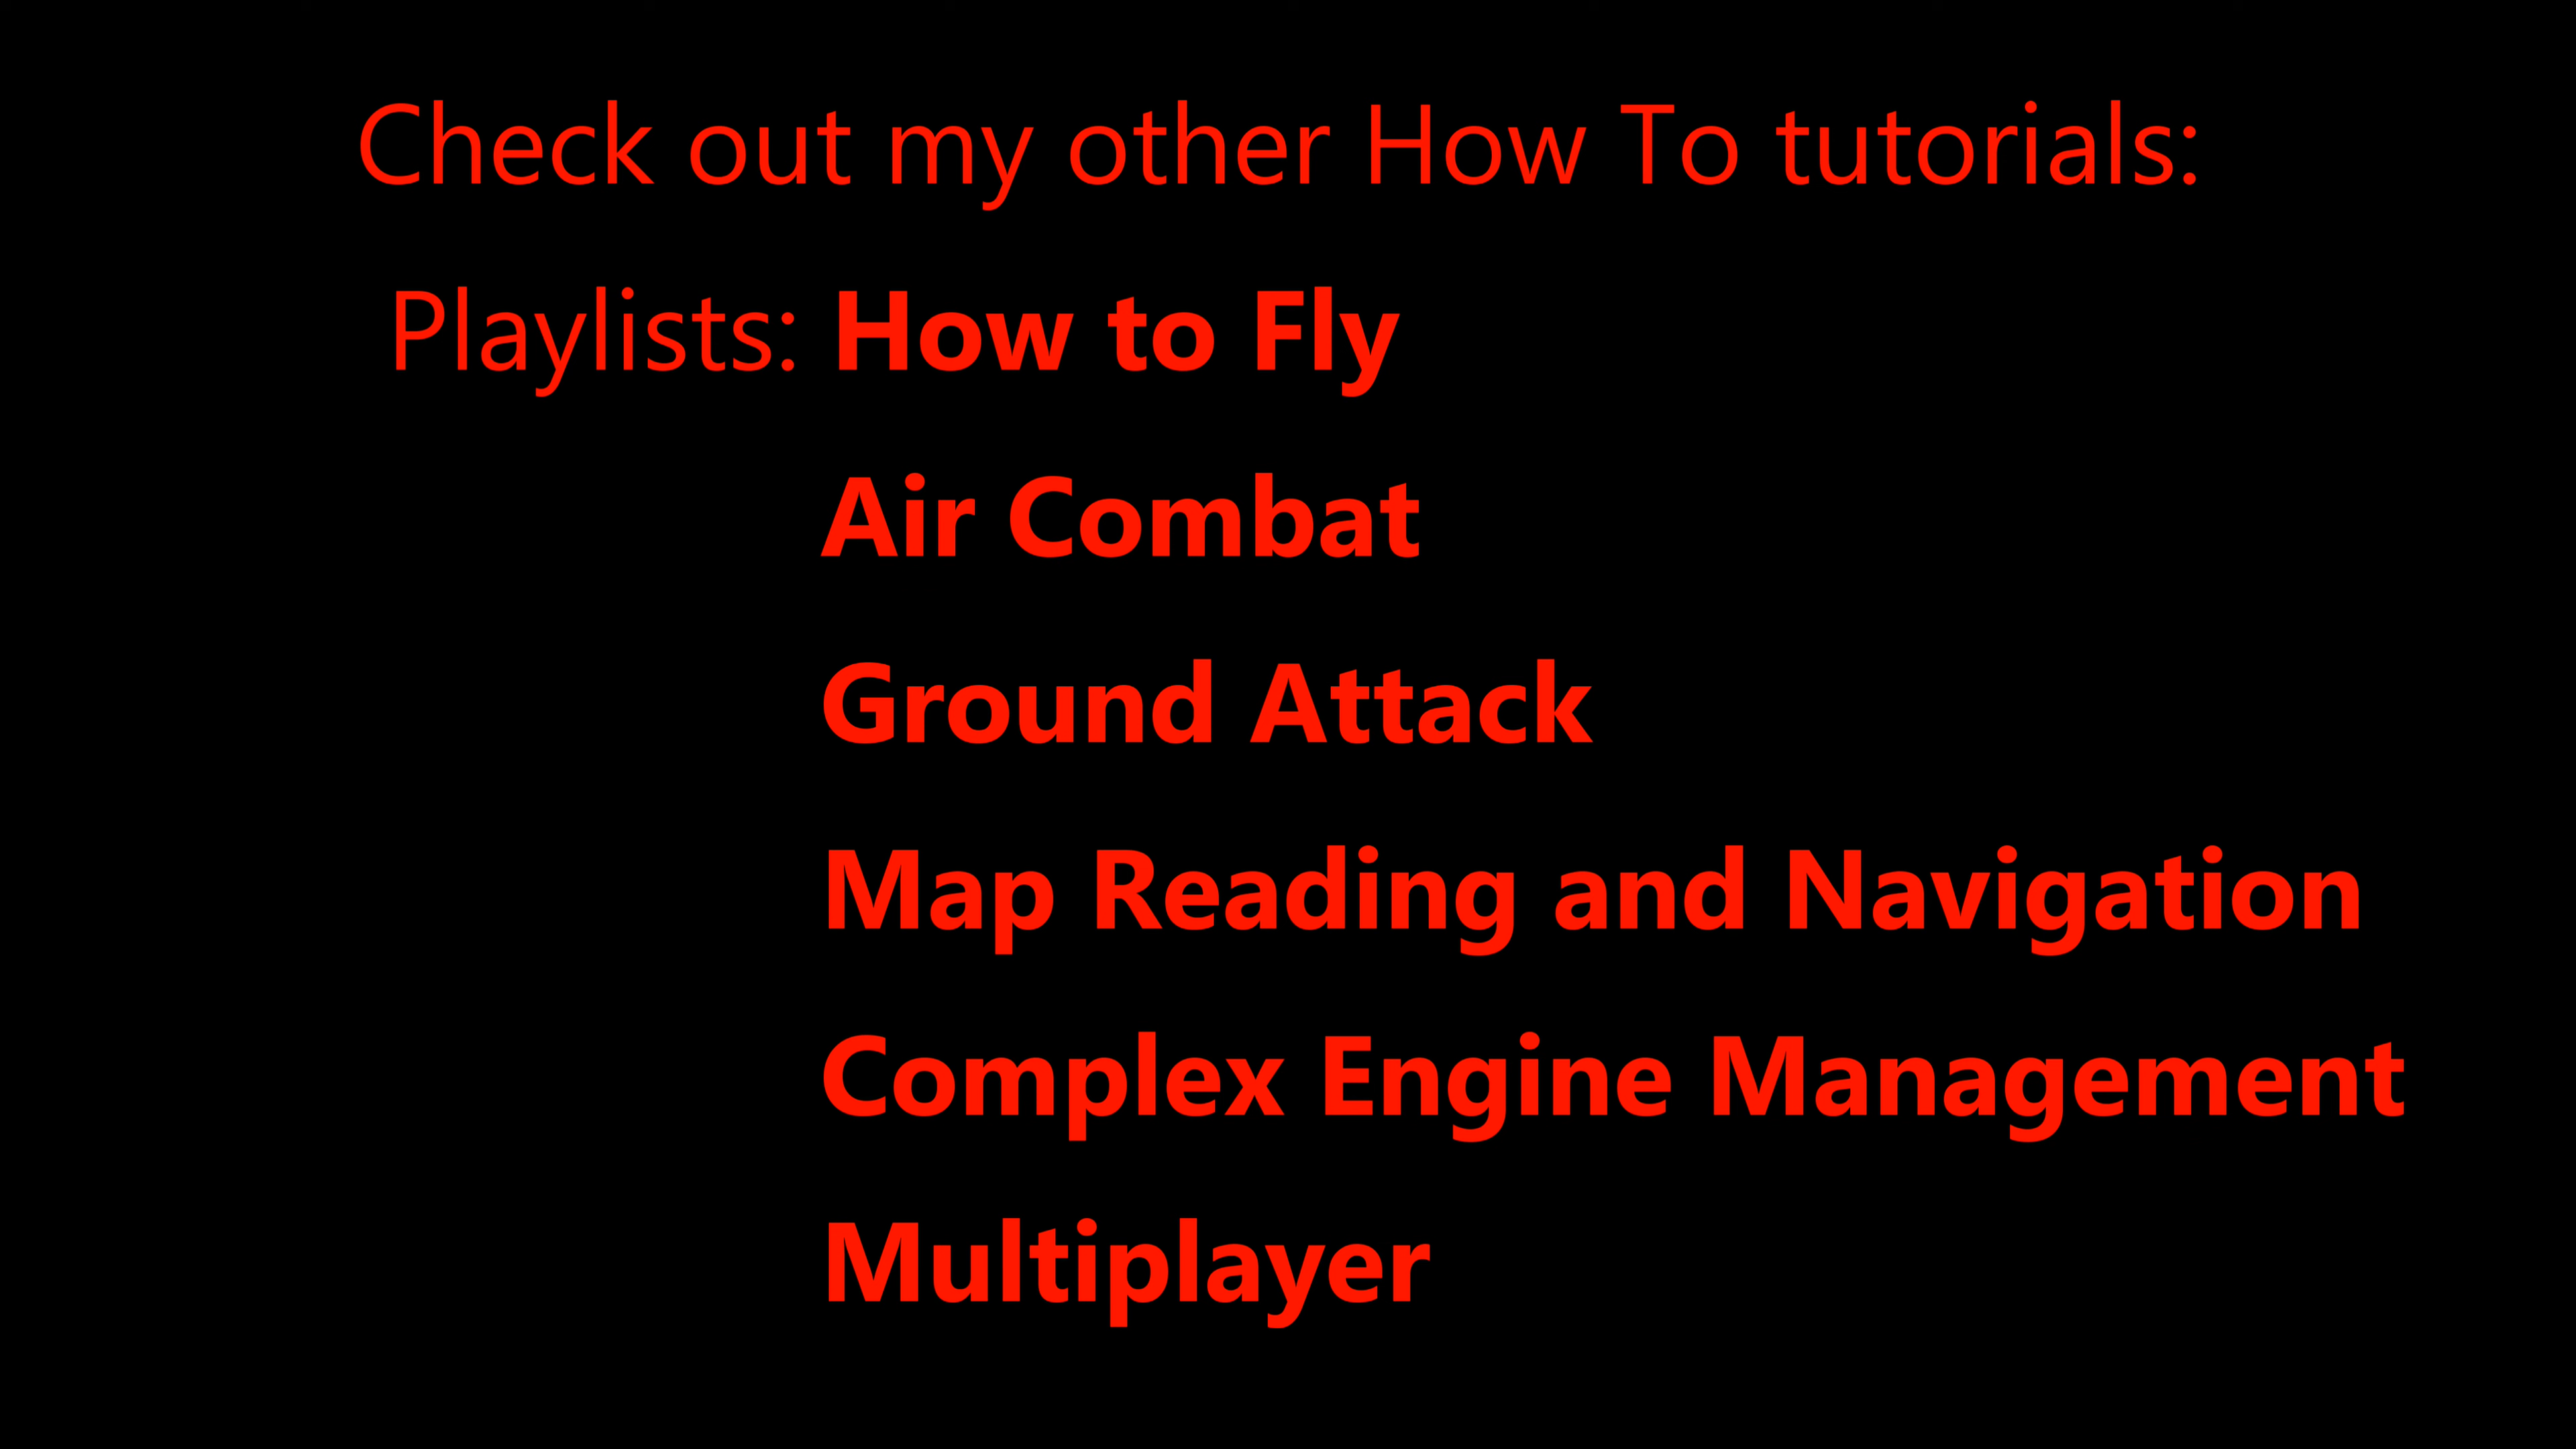 Check out my other How To tutorials:
Playlists: How to Fly
Air Combat
Ground Attack
Map Reading and Navigation
Complex Engine Management
Multiplayer